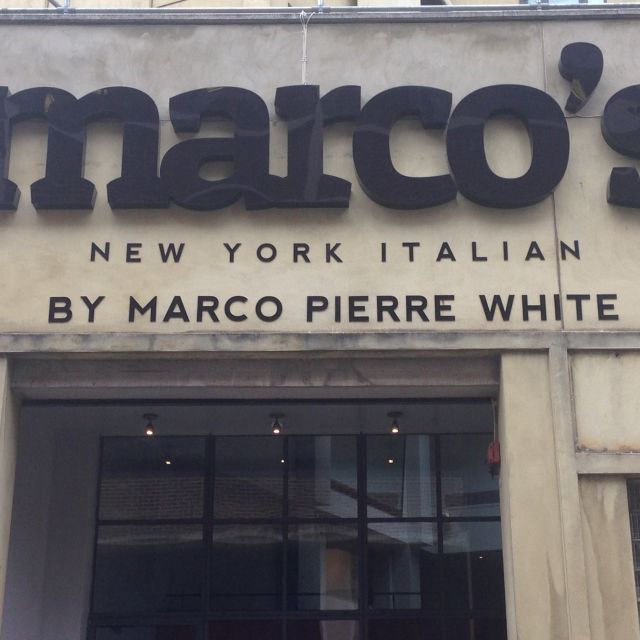 marco's
NEW YORK ITALIAN
BY MARCO PIERRE WHITE